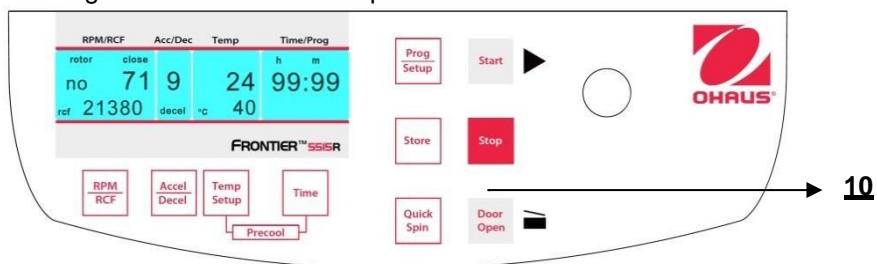 RPM/RCF Acc/Dec Temp Time/Prog
rotor close h m
no 71 9 24 99:99
rcf 21380 decel °C 40
FRONTIER™ 5515R
RPM
RCF
Accel
Decel
Temp
Setup
Time
Precool
Prog
Setup
Start
Store
Stop
Quick
Spin
Door
Open
OHAUS®
10